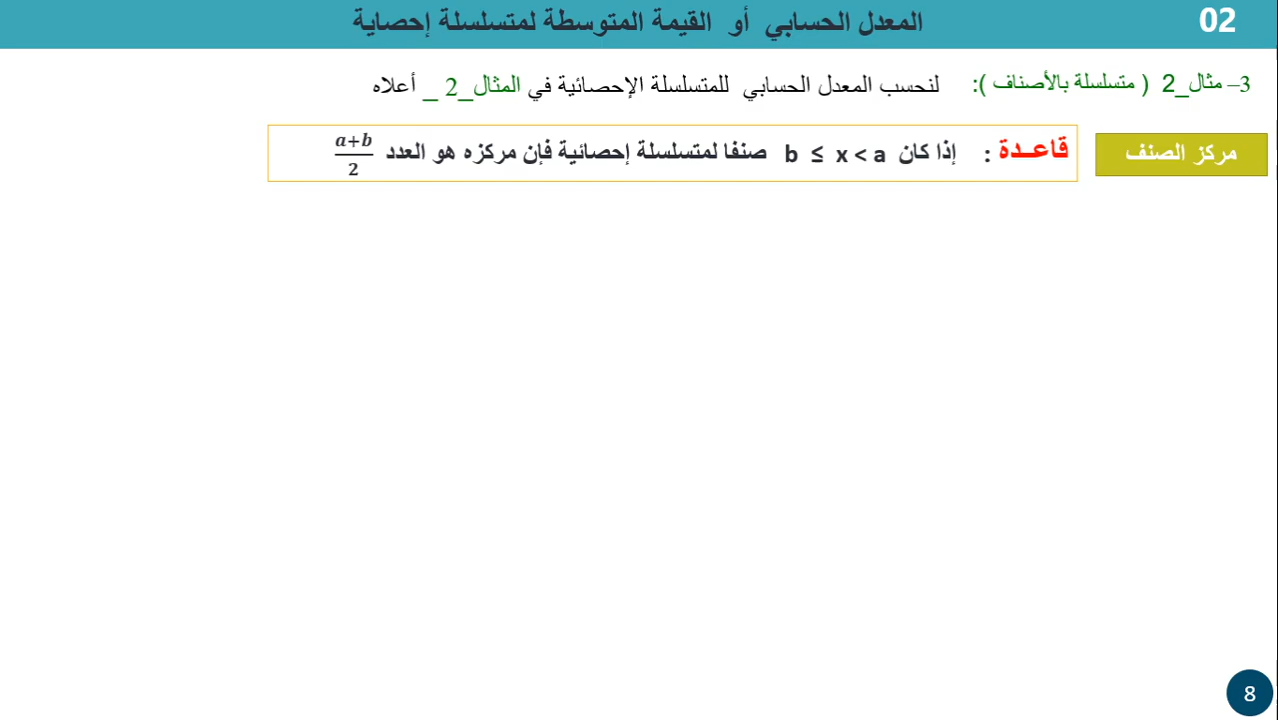 02 المعدل الحسابي أو القيمة المتوسطة لمتسلسلة إحصاية
3– مثال_2 ( متسلسلة بالأصناف ): لنحسب المعدل الحسابي للمتسلسلة الإحصائية في المثال_2 _ أعلاه
مركز الصنف
قاعـدة : إذا كان b ≤ x < a صنفا لمتسلسلة إحصائية فإن مركزه هو العدد a+b/2
8